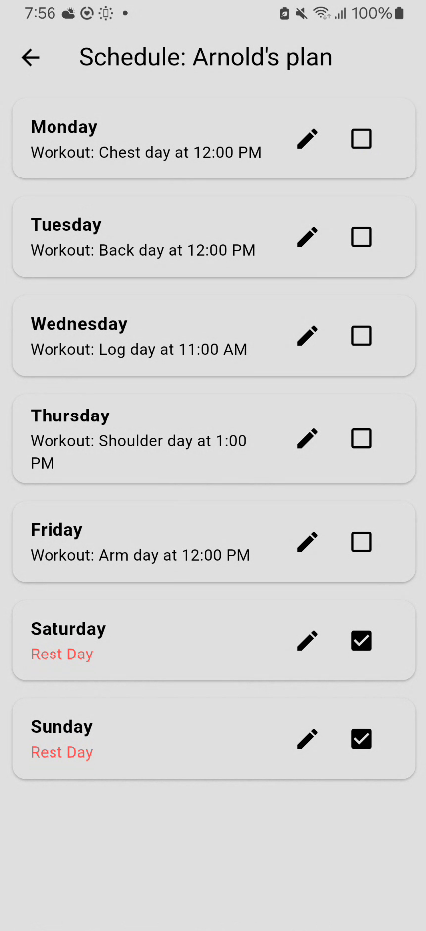 7:56
100%
Schedule: Arnold's plan
Monday
Workout: Chest day at 12:00 PM
Tuesday
Workout: Back day at 12:00 PM
Wednesday
Workout: Log day at 11:00 AM
Thursday
Workout: Shoulder day at 1:00
PM
Friday
Workout: Arm day at 12:00 PM
Saturday
Rest Day
Sunday
Rest Day